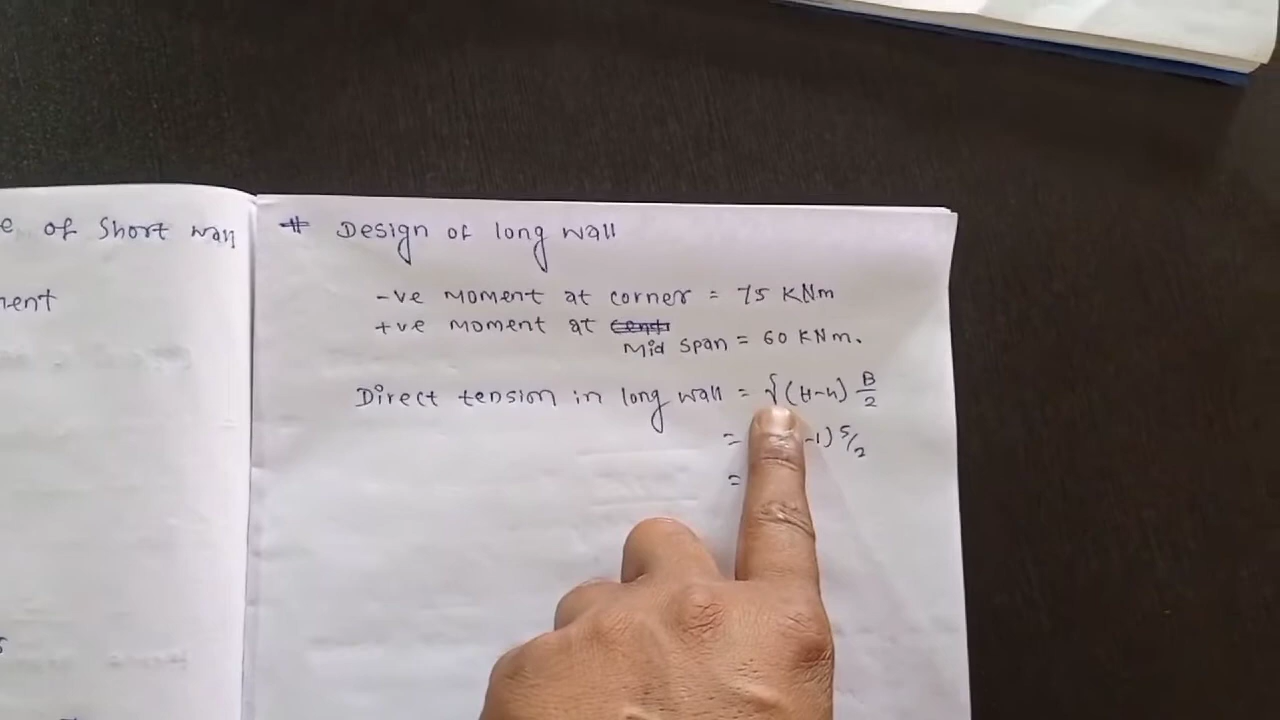 e of short wall
ment
# Design of long wall
-ve moment at corner = 75 KNm
+ve moment at
Mid span = 60 KNm.
Direct tension in long wall = γ(H-h) B/2
= -1) 5/2
=